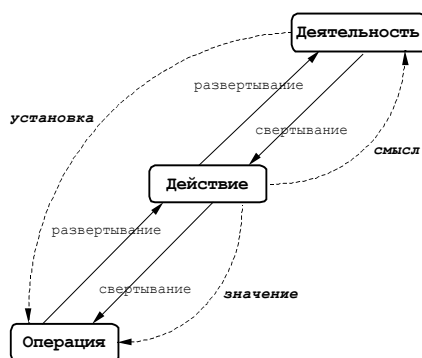 Деятельность
развертывание
установка
свертывание
смысл
Действие
развертывание
свертывание
значение
Операция